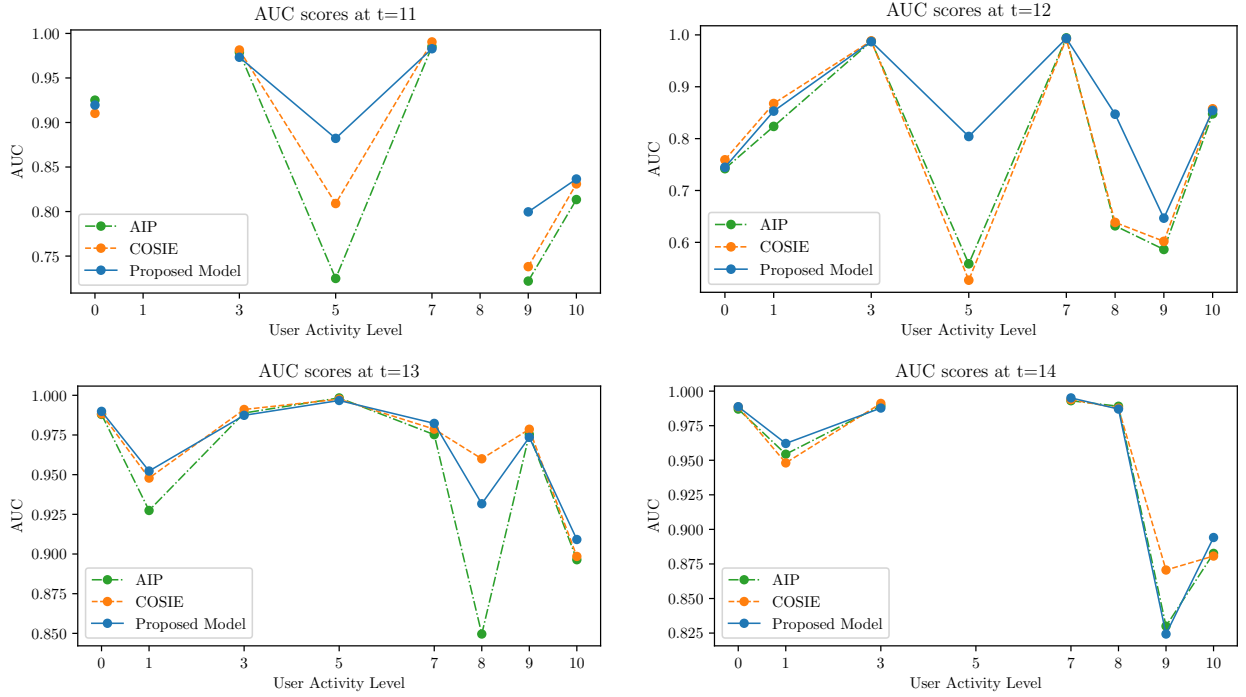 AUC scores at t=11
1.00
0.95
0.90
0.85
0.80
0.75
AUC
AIP
COSIE
Proposed Model
0 1 3 5 7 8 9 10
User Activity Level
AUC scores at t=12
1.0
0.9
0.8
0.7
0.6
AUC
AIP
COSIE
Proposed Model
0 1 3 5 7 8 9 10
User Activity Level
AUC scores at t=13
1.000
0.975
0.950
0.925
0.900
0.875
0.850
AUC
AIP
COSIE
Proposed Model
0 1 3 5 7 8 9 10
User Activity Level
AUC scores at t=14
1.000
0.975
0.950
0.925
0.900
0.875
0.850
0.825
AUC
AIP
COSIE
Proposed Model
0 1 3 5 7 8 9 10
User Activity Level